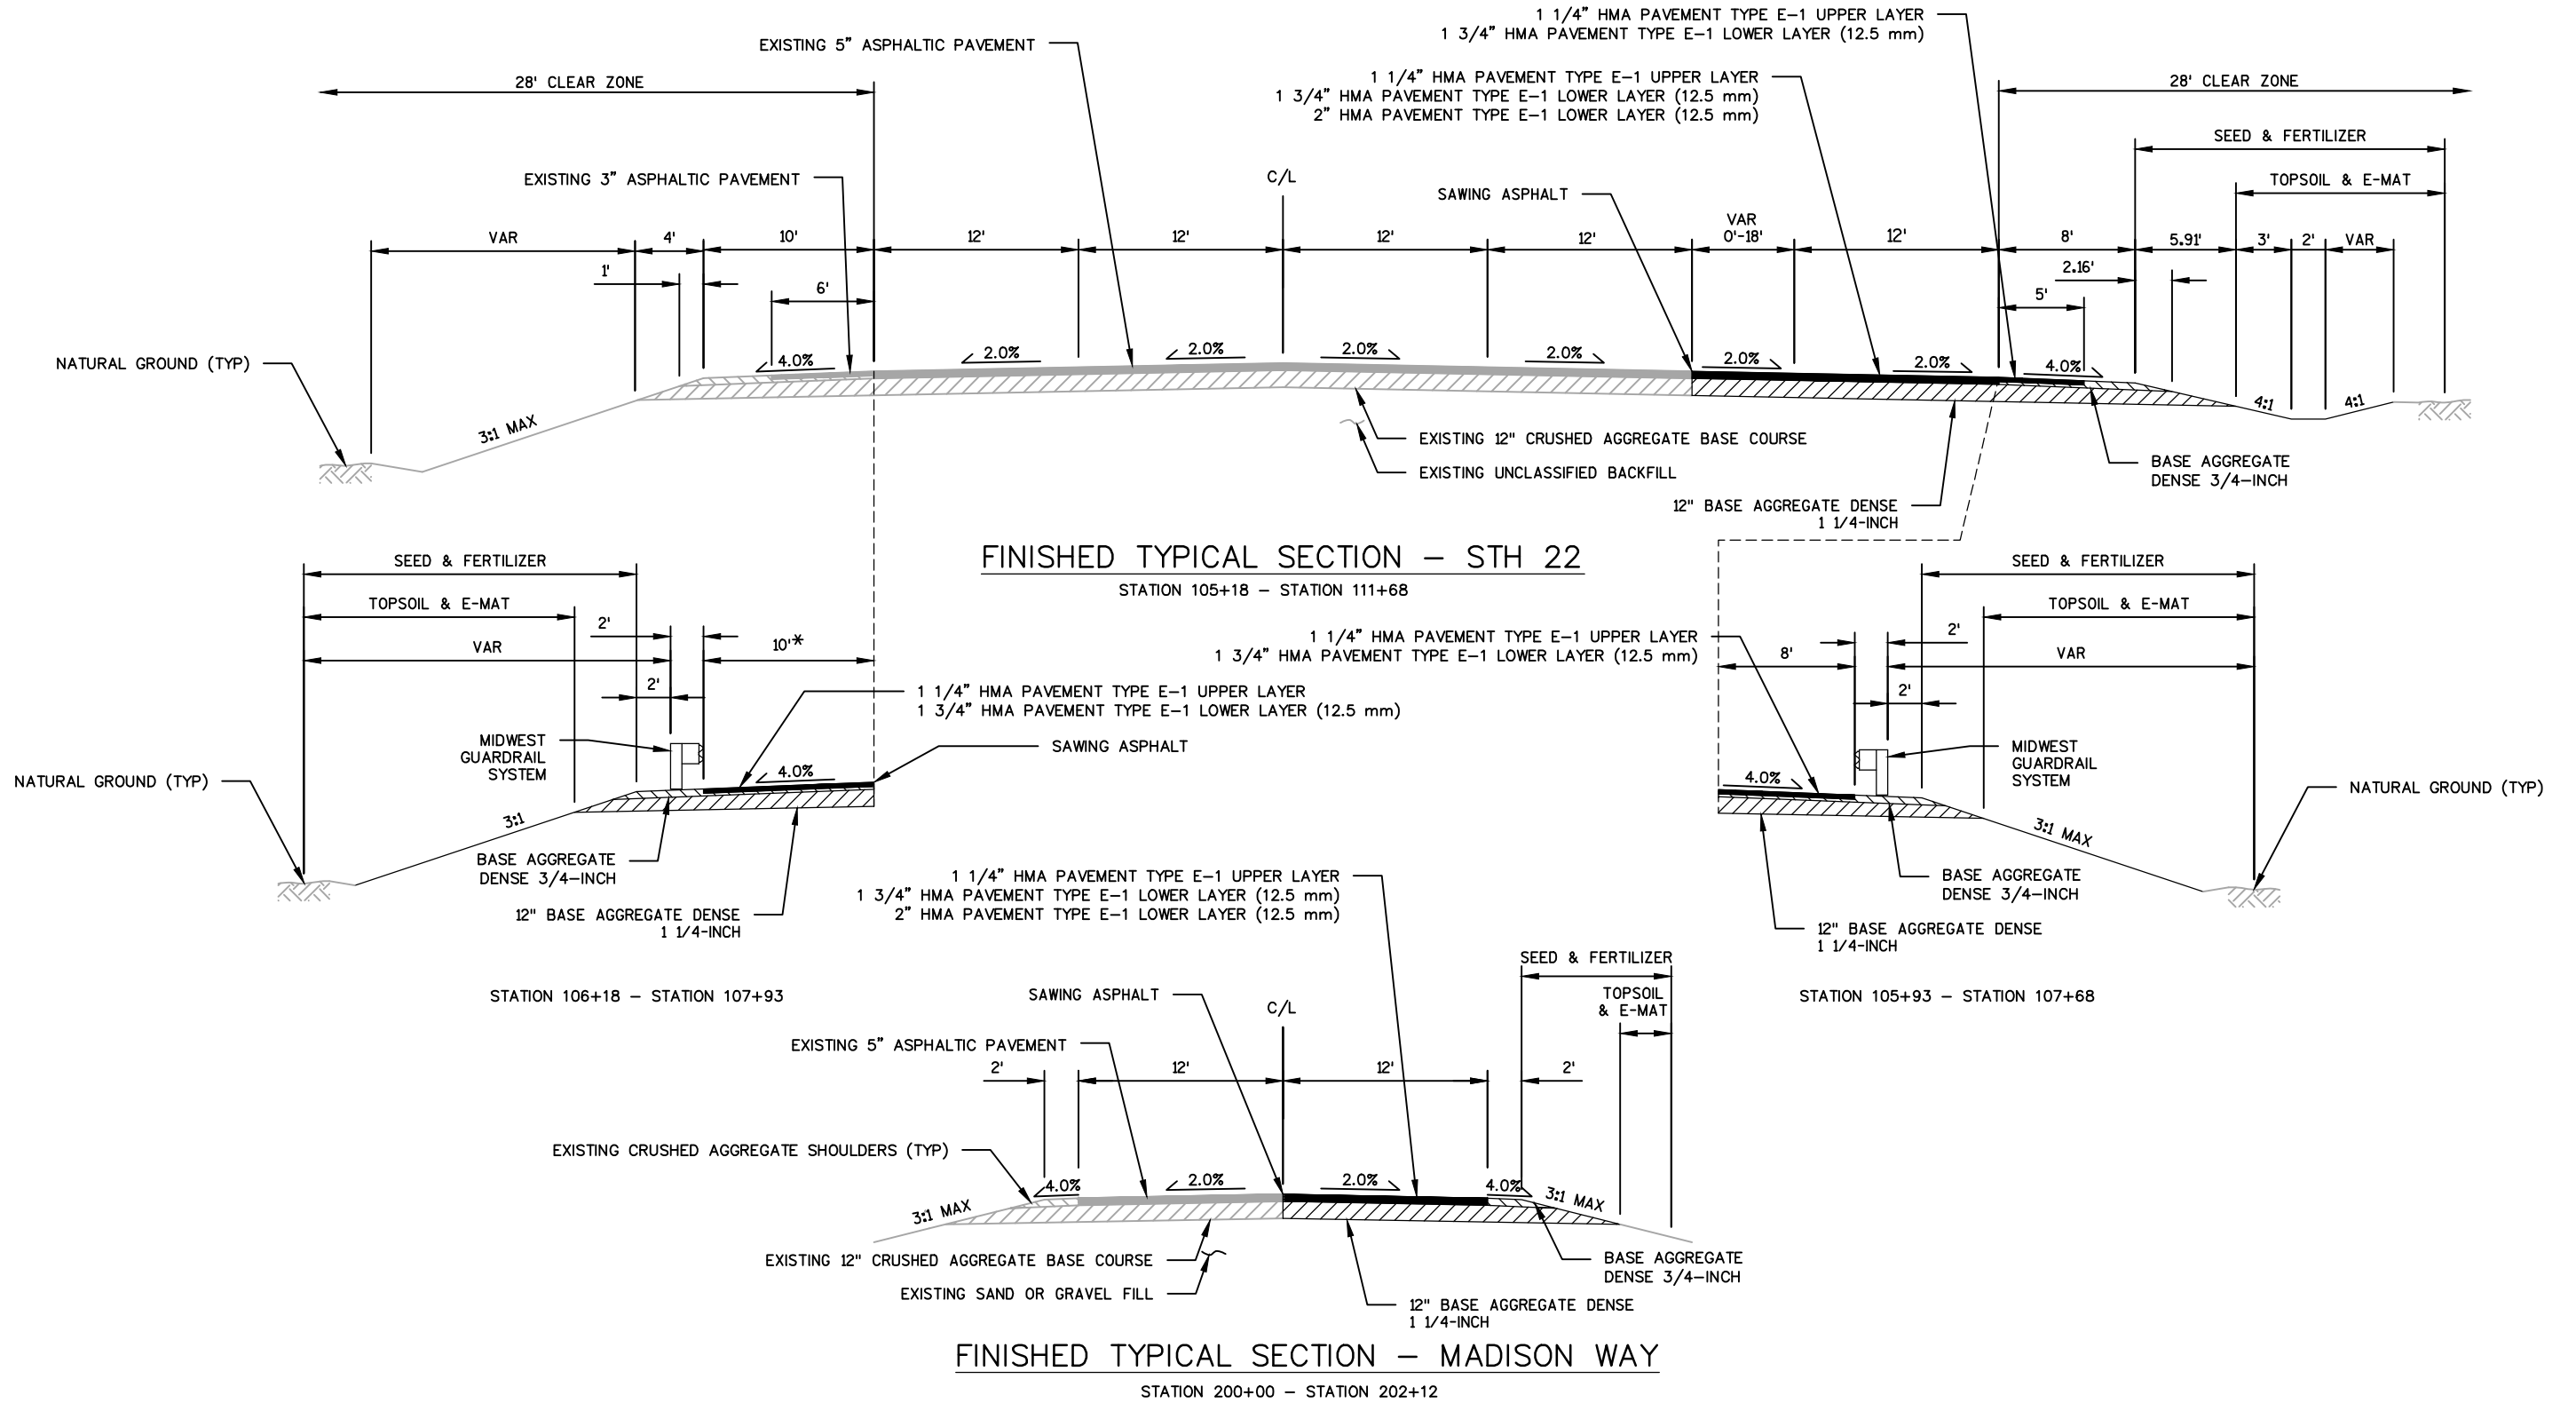 1 1/4" HMA PAVEMENT TYPE E-1 UPPER LAYER
1 3/4" HMA PAVEMENT TYPE E-1 LOWER LAYER (12.5 mm)
EXISTING 5" ASPHALTIC PAVEMENT
28' CLEAR ZONE
1 1/4" HMA PAVEMENT TYPE E-1 UPPER LAYER
1 3/4" HMA PAVEMENT TYPE E-1 LOWER LAYER (12.5 mm)
2" HMA PAVEMENT TYPE E-1 LOWER LAYER (12.5 mm)
28' CLEAR ZONE
SEED & FERTILIZER
EXISTING 3" ASPHALTIC PAVEMENT
C/L
SAWING ASPHALT
TOPSOIL & E-MAT
VAR
4'
10'
12'
12'
12'
12'
VAR
0'-18'
12'
8'
5.91'
3'
2'
VAR
1'
6'
2.16'
5'
NATURAL GROUND (TYP)
4.0%
2.0%
2.0%
2.0%
2.0%
2.0%
2.0%
4.0%
3:1 MAX
4:1
4:1
EXISTING 12" CRUSHED AGGREGATE BASE COURSE
EXISTING UNCLASSIFIED BACKFILL
BASE AGGREGATE
DENSE 3/4-INCH
12" BASE AGGREGATE DENSE
1 1/4-INCH
FINISHED TYPICAL SECTION - STH 22
STATION 105+18 - STATION 111+68
SEED & FERTILIZER
TOPSOIL & E-MAT
2'
VAR
10'*
2'
1 1/4" HMA PAVEMENT TYPE E-1 UPPER LAYER
1 3/4" HMA PAVEMENT TYPE E-1 LOWER LAYER (12.5 mm)
MIDWEST
GUARDRAIL
SYSTEM
SAWING ASPHALT
NATURAL GROUND (TYP)
4.0%
3:1
BASE AGGREGATE
DENSE 3/4-INCH
12" BASE AGGREGATE DENSE
1 1/4-INCH
STATION 106+18 - STATION 107+93
SEED & FERTILIZER
TOPSOIL & E-MAT
1 1/4" HMA PAVEMENT TYPE E-1 UPPER LAYER
1 3/4" HMA PAVEMENT TYPE E-1 LOWER LAYER (12.5 mm)
2'
8'
VAR
2'
MIDWEST
GUARDRAIL
SYSTEM
4.0%
NATURAL GROUND (TYP)
3:1 MAX
BASE AGGREGATE
DENSE 3/4-INCH
12" BASE AGGREGATE DENSE
1 1/4-INCH
STATION 105+93 - STATION 107+68
1 1/4" HMA PAVEMENT TYPE E-1 UPPER LAYER
1 3/4" HMA PAVEMENT TYPE E-1 LOWER LAYER (12.5 mm)
2" HMA PAVEMENT TYPE E-1 LOWER LAYER (12.5 mm)
SEED & FERTILIZER
SAWING ASPHALT
C/L
TOPSOIL
& E-MAT
EXISTING 5" ASPHALTIC PAVEMENT
2'
12'
12'
2'
EXISTING CRUSHED AGGREGATE SHOULDERS (TYP)
4.0%
2.0%
2.0%
4.0%
3:1 MAX
3:1 MAX
EXISTING 12" CRUSHED AGGREGATE BASE COURSE
EXISTING SAND OR GRAVEL FILL
BASE AGGREGATE
DENSE 3/4-INCH
12" BASE AGGREGATE DENSE
1 1/4-INCH
FINISHED TYPICAL SECTION - MADISON WAY
STATION 200+00 - STATION 202+12